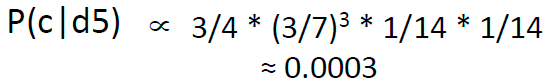 P(c|d5) ∝ 3/4 * (3/7)³ * 1/14 * 1/14
≈ 0.0003